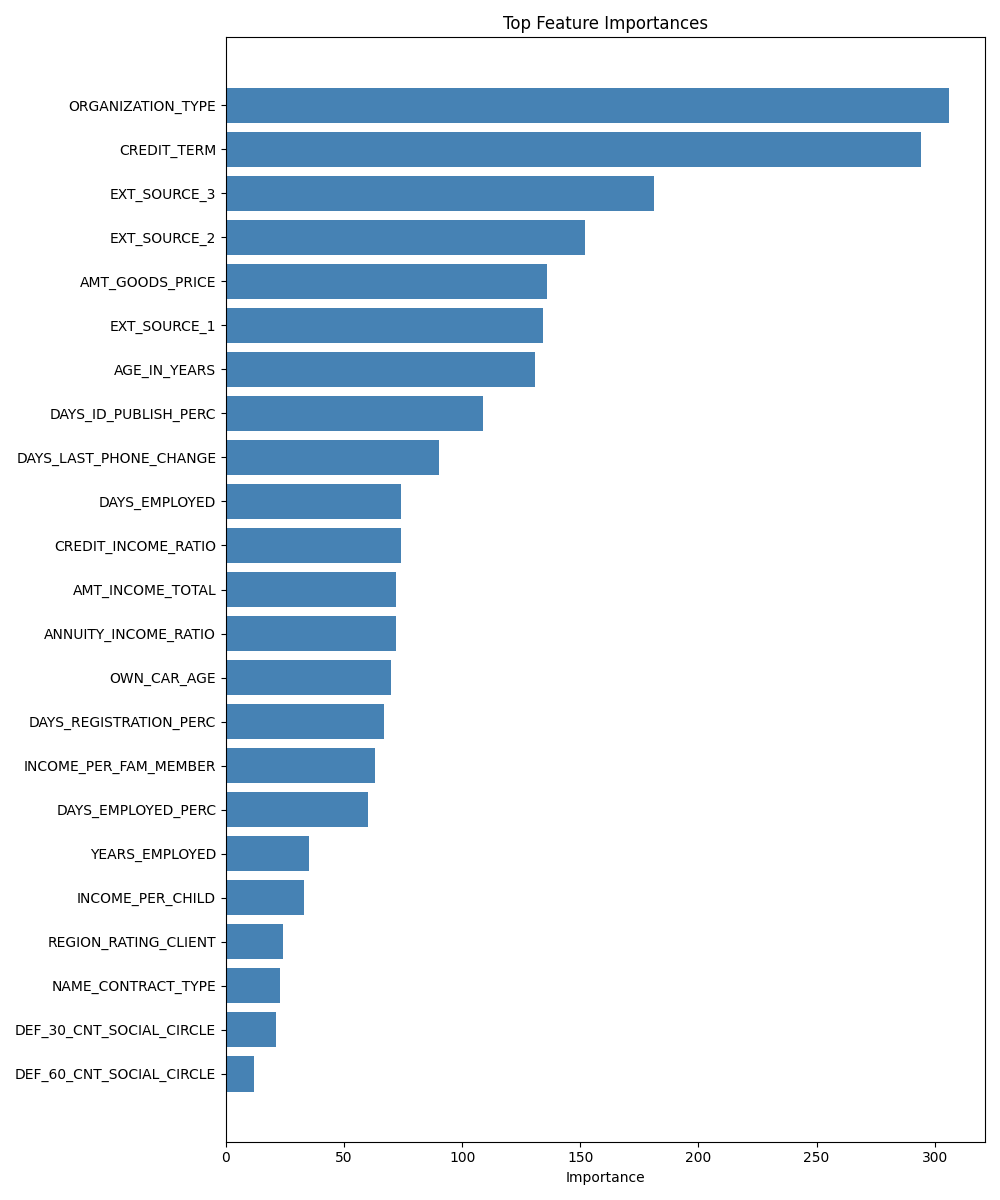 Top Feature Importances
ORGANIZATION_TYPE
CREDIT_TERM
EXT_SOURCE_3
EXT_SOURCE_2
AMT_GOODS_PRICE
EXT_SOURCE_1
AGE_IN_YEARS
DAYS_ID_PUBLISH_PERC
DAYS_LAST_PHONE_CHANGE
DAYS_EMPLOYED
CREDIT_INCOME_RATIO
AMT_INCOME_TOTAL
ANNUITY_INCOME_RATIO
OWN_CAR_AGE
DAYS_REGISTRATION_PERC
INCOME_PER_FAM_MEMBER
DAYS_EMPLOYED_PERC
YEARS_EMPLOYED
INCOME_PER_CHILD
REGION_RATING_CLIENT
NAME_CONTRACT_TYPE
DEF_30_CNT_SOCIAL_CIRCLE
DEF_60_CNT_SOCIAL_CIRCLE
0 50 100 150 200 250 300
Importance